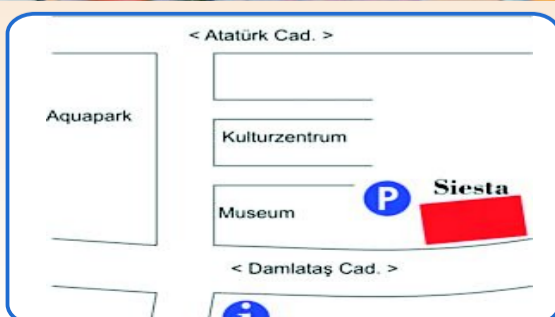 < Atatürk Cad. >
Aquapark
Kulturzentrum
Siesta
P
Museum
< Damlataş Cad. >
i